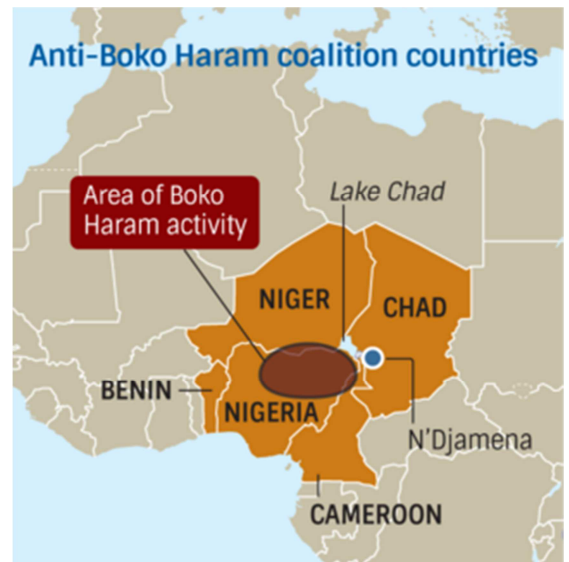 Anti-Boko Haram coalition countries
Area of Boko
Haram activity
Lake Chad
NIGER
CHAD
BENIN
NIGERIA
N'Djamena
CAMEROON